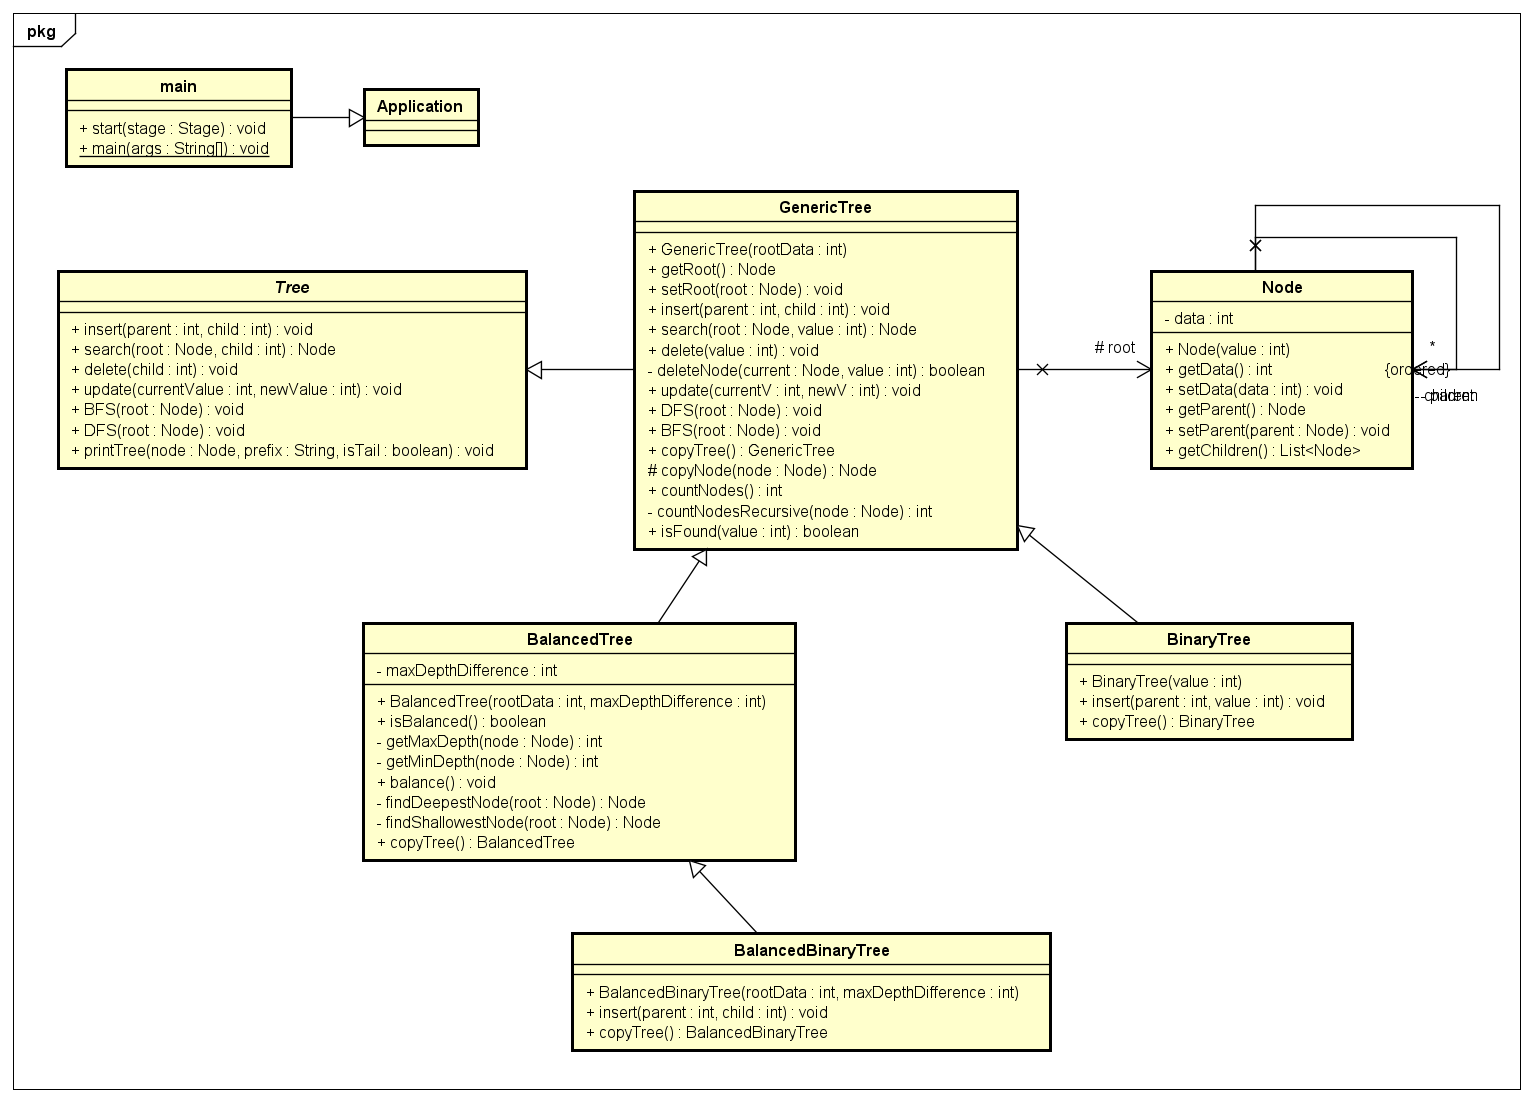 pkg
main
+ start(stage : Stage) : void
+ main(args : String[]) : void
Application
Tree
+ insert(parent : int, child : int) : void
+ search(root : Node, child : int) : Node
+ delete(child : int) : void
+ update(currentValue : int, newValue : int) : void
+ BFS(root : Node) : void
+ DFS(root : Node) : void
+ printTree(node : Node, prefix : String, isTail : boolean) : void
GenericTree
+ GenericTree(rootData : int)
+ getRoot() : Node
+ setRoot(root : Node) : void
+ insert(parent : int, child : int) : void
+ search(root : Node, value : int) : Node
+ delete(value : int) : void
- deleteNode(current : Node, value : int) : boolean
+ update(currentV : int, newV : int) : void
+ DFS(root : Node) : void
+ BFS(root : Node) : void
+ copyTree() : GenericTree
# copyNode(node : Node) : Node
+ countNodes() : int
- countNodesRecursive(node : Node) : int
+ isFound(value : int) : boolean
# root
Node
- data : int
+ Node(value : int)
+ getData() : int
+ setData(data : int) : void
+ getParent() : Node
+ setParent(parent : Node) : void
+ getChildren() : List<Node>
*
{ordered}
- children
- parent
BalancedTree
- maxDepthDifference : int
+ BalancedTree(rootData : int, maxDepthDifference : int)
+ isBalanced() : boolean
- getMaxDepth(node : Node) : int
- getMinDepth(node : Node) : int
+ balance() : void
- findDeepestNode(root : Node) : Node
- findShallowestNode(root : Node) : Node
+ copyTree() : BalancedTree
BinaryTree
+ BinaryTree(value : int)
+ insert(parent : int, value : int) : void
+ copyTree() : BinaryTree
BalancedBinaryTree
+ BalancedBinaryTree(rootData : int, maxDepthDifference : int)
+ insert(parent : int, child : int) : void
+ copyTree() : BalancedBinaryTree